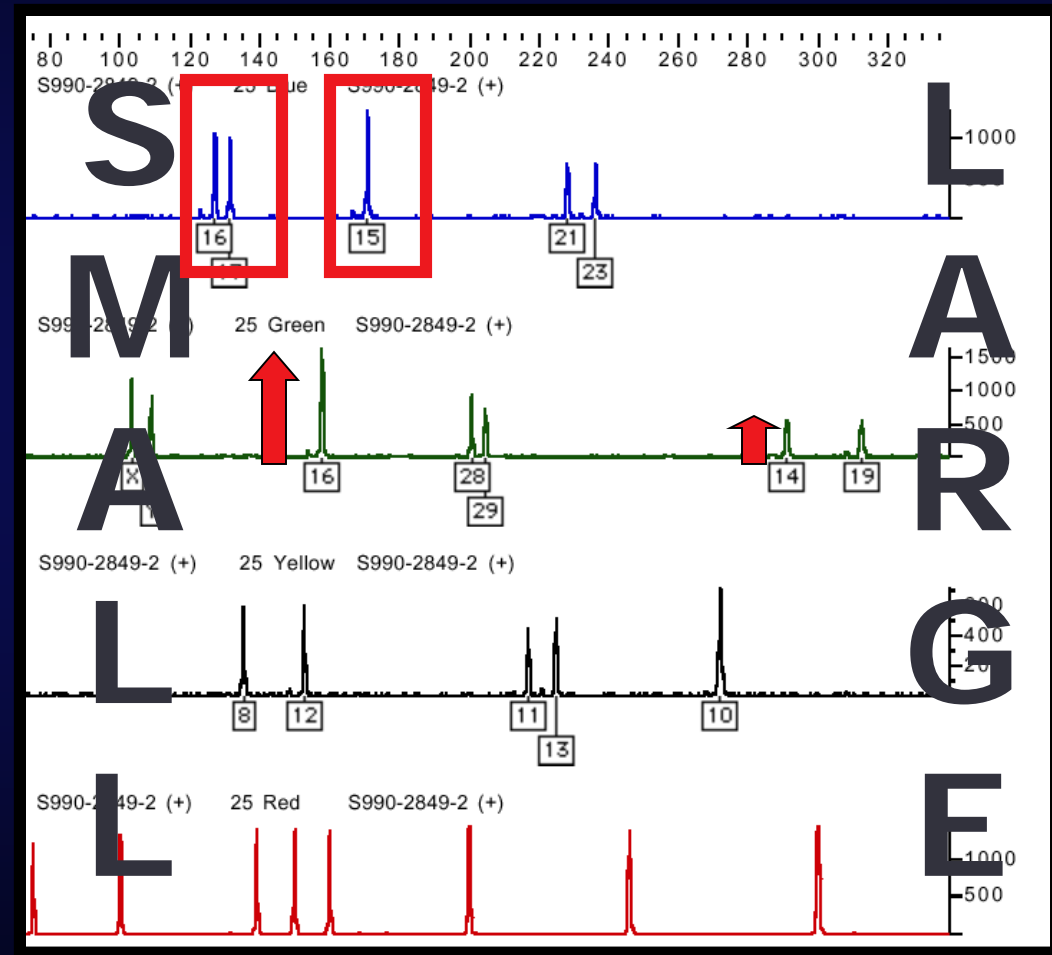 80 100 120 140 160 180 200 220 240 260 280 300 320
25 S990-2849-2 (+)
1000
16 15 21
17 23
25 Green S990-2849-2 (+)
1500
1000
500
X 16 28 14 19
29
S990-2849-2 (+) 25 Yellow S990-2849-2 (+)
400
8 12 11 10
13
S990-2849-2 (+) 25 Red S990-2849-2 (+)
1000
500
S
M
A
L
L
L
A
R
G
E